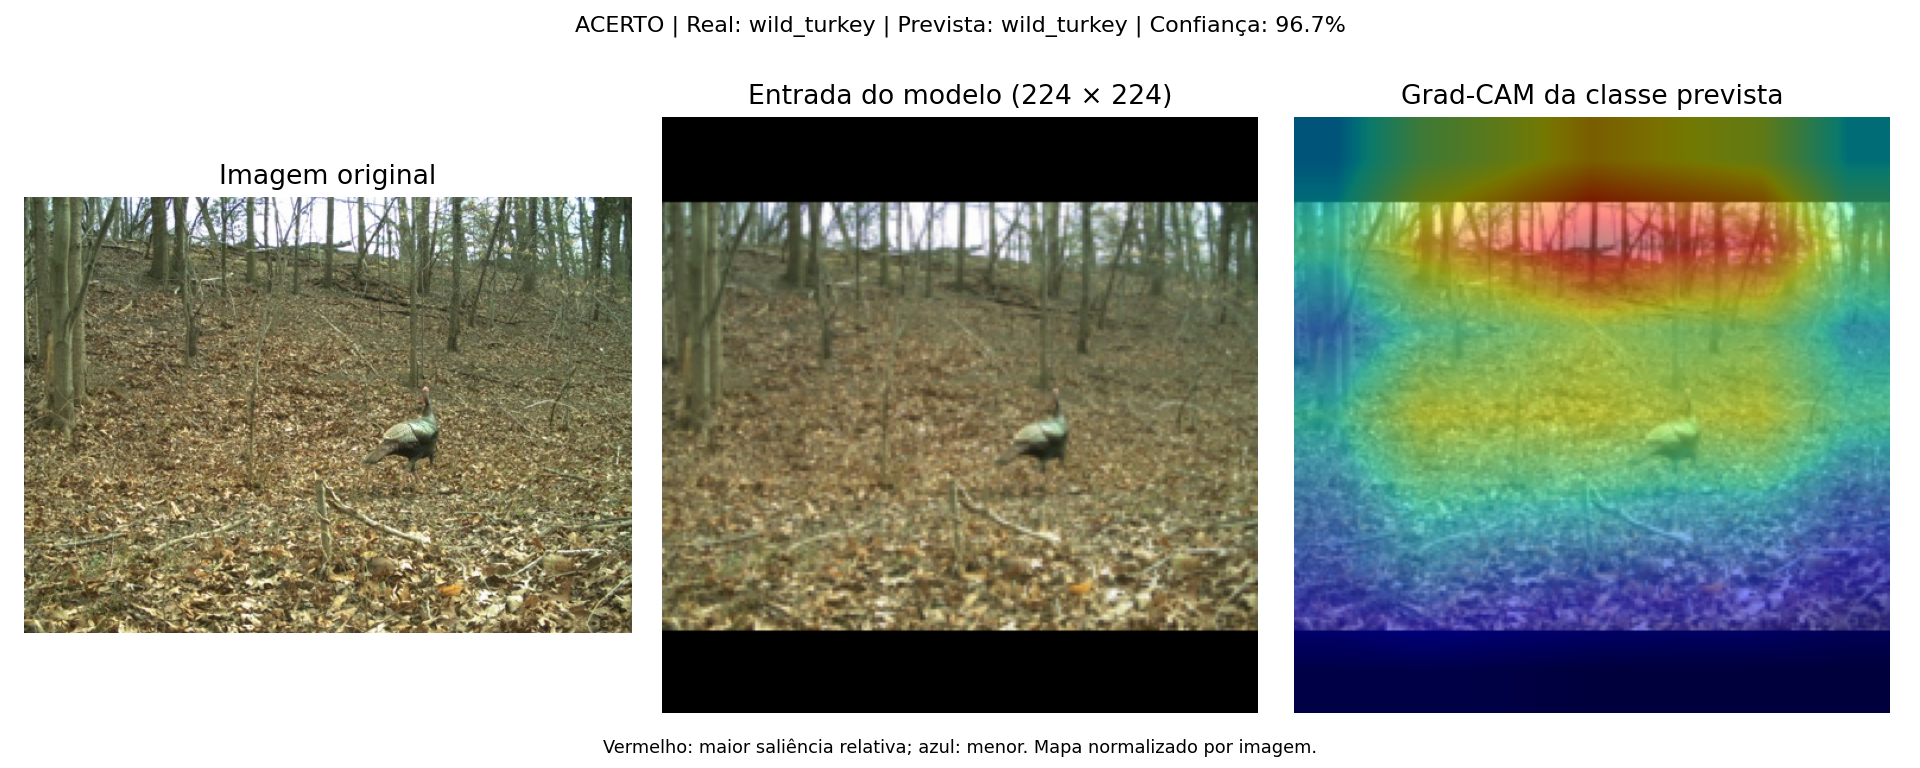 ACERTO | Real: wild_turkey | Prevista: wild_turkey | Confiança: 96.7%
Imagem original
Entrada do modelo (224 × 224)
Grad-CAM da classe prevista
Vermelho: maior saliência relativa; azul: menor. Mapa normalizado por imagem.